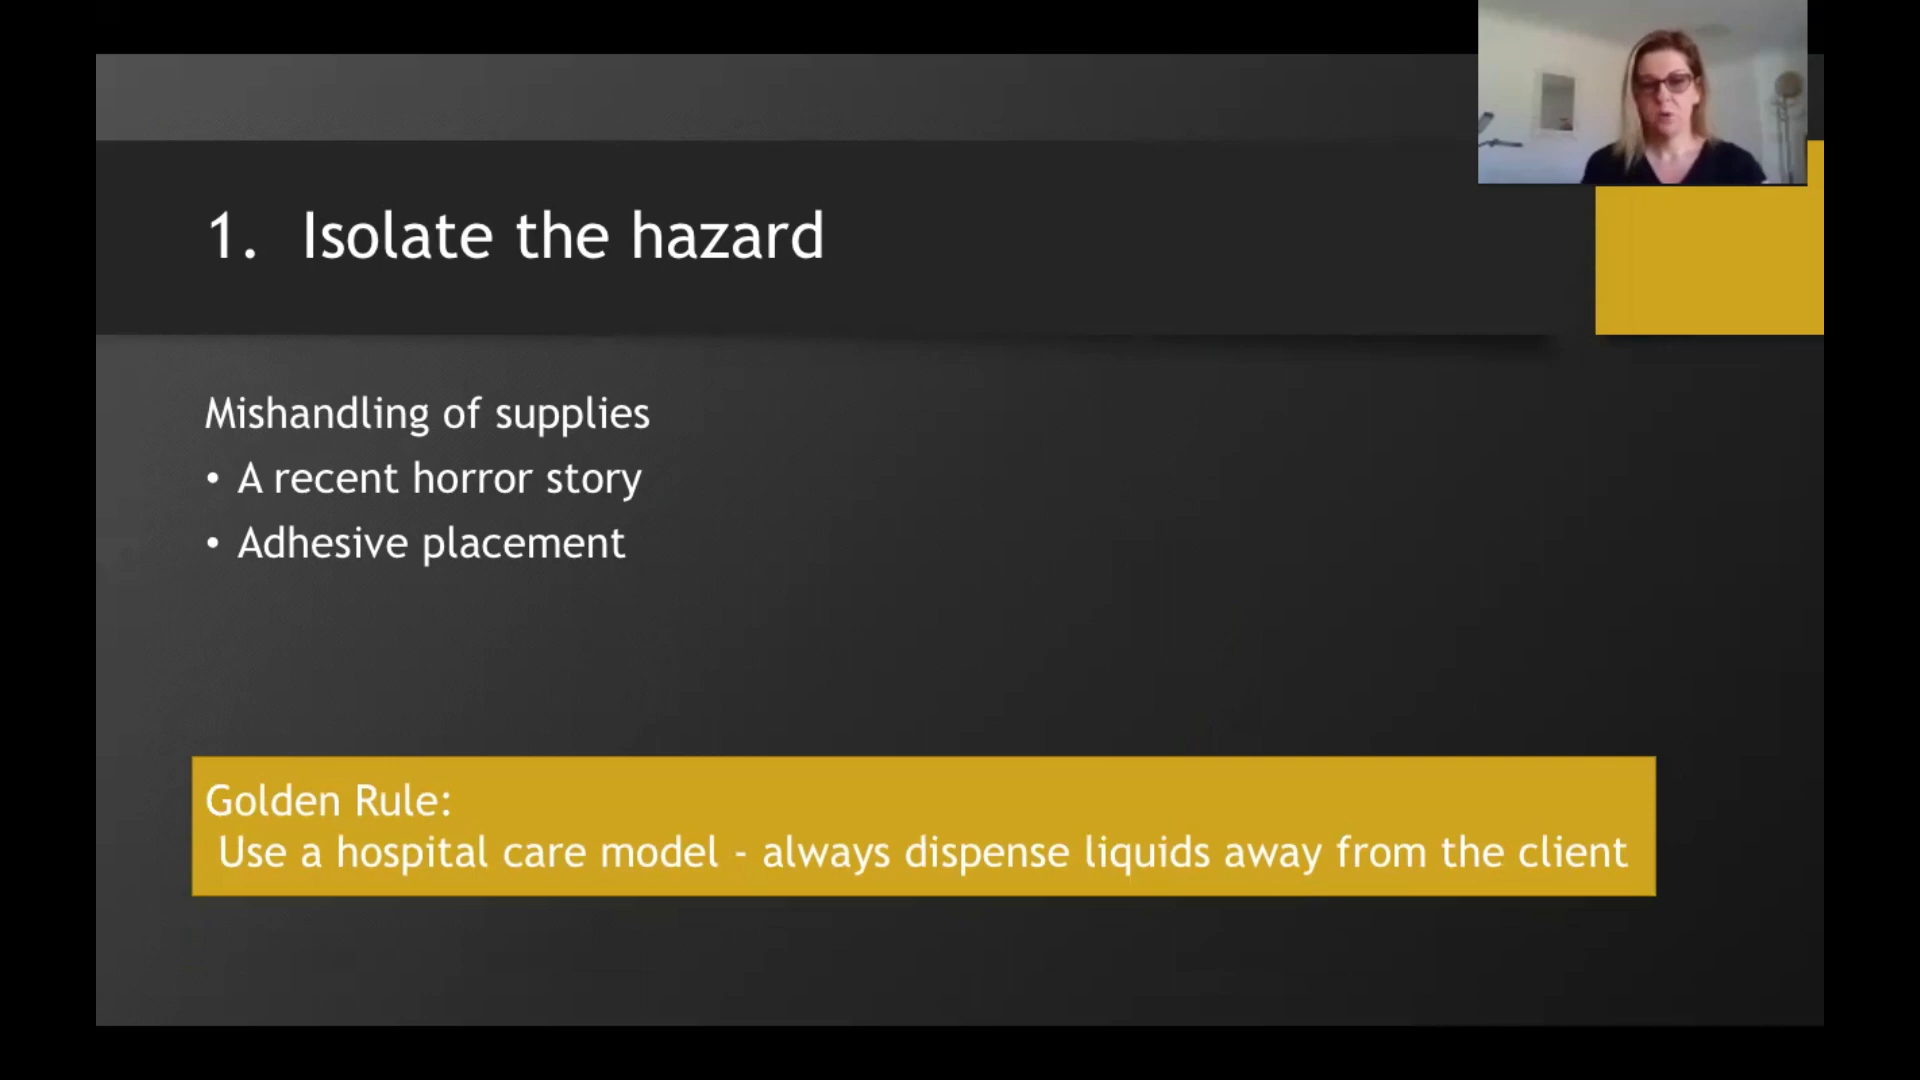 1. Isolate the hazard
Mishandling of supplies
• A recent horror story
• Adhesive placement
Golden Rule:
Use a hospital care model - always dispense liquids away from the client